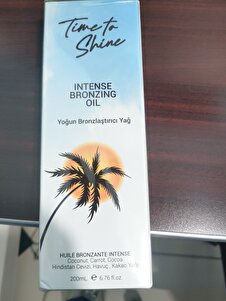 Time to
Shine
INTENSE
BRONZING
OIL
Yoğun Bronzlaştırıcı Yağ
HUILE BRONZANTE INTENSE
Coconut, Carrot, Cocoa
Hindistan Cevizi, Havuç, Kakao Yağı
200mL ℮ 6.76 fl. oz